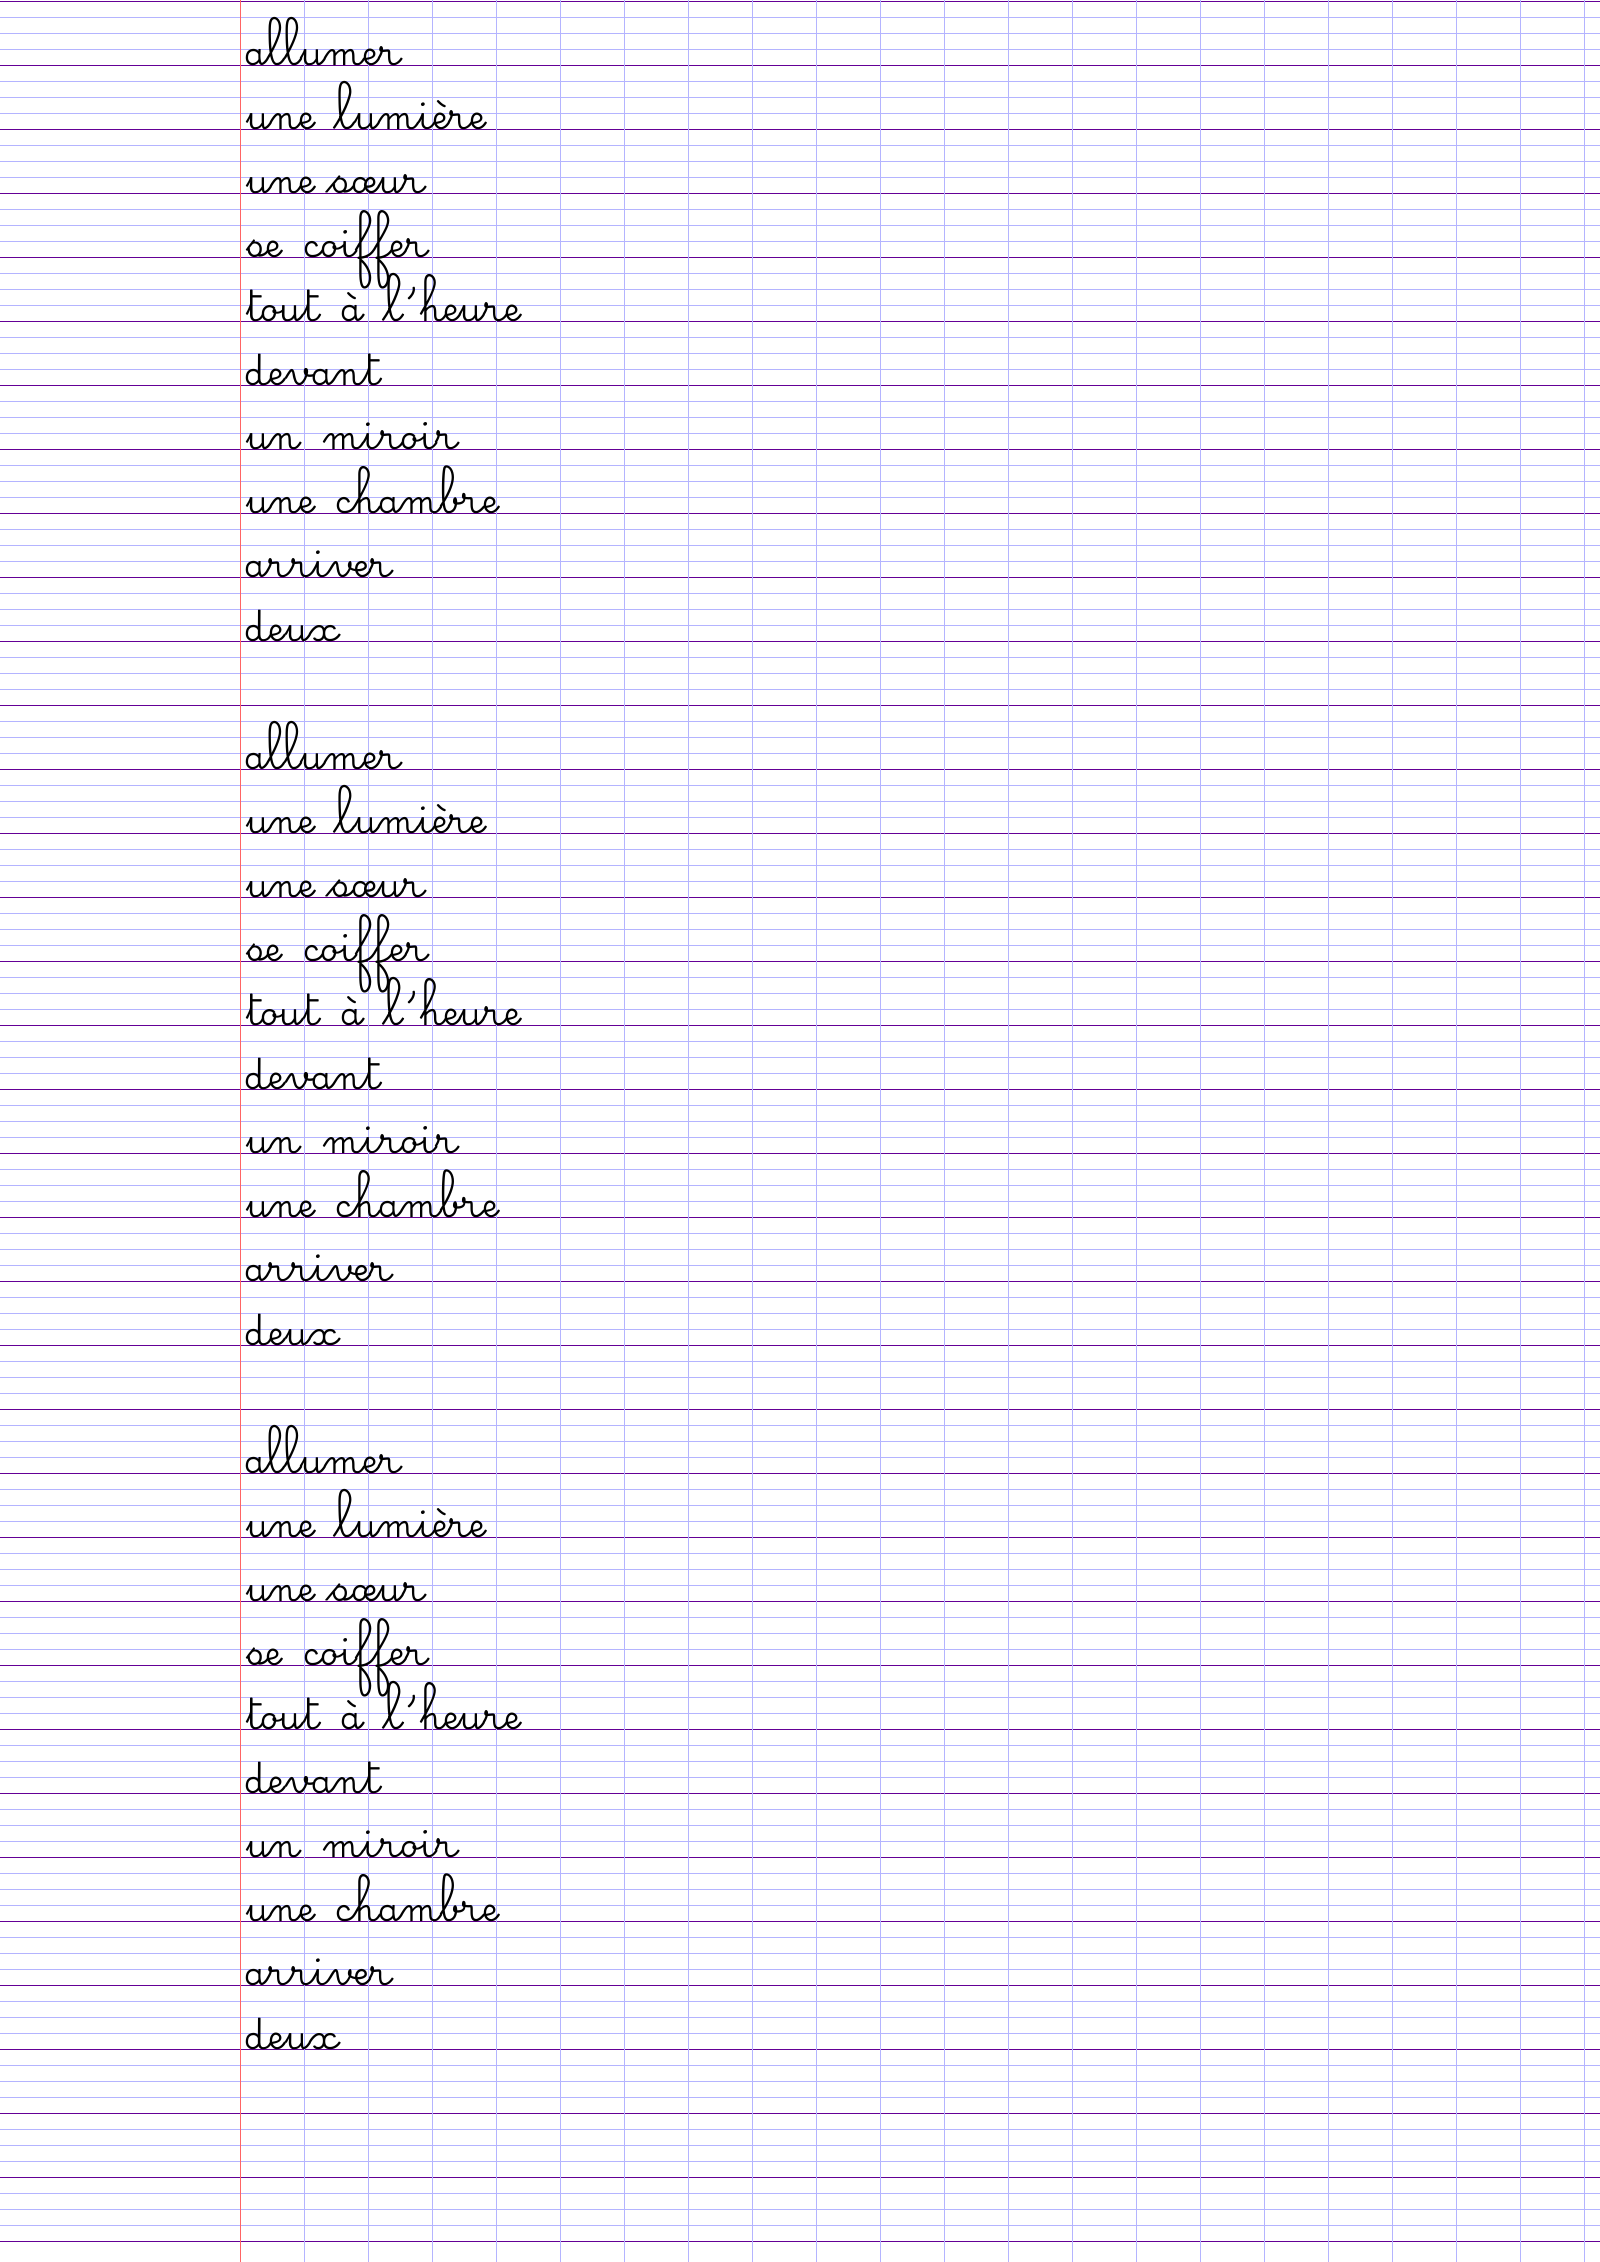 allumer
une lumière
une sœur
se coiffer
tout à l'heure
devant
un miroir
une chambre
arriver
deux
allumer
une lumière
une sœur
se coiffer
tout à l'heure
devant
un miroir
une chambre
arriver
deux
allumer
une lumière
une sœur
se coiffer
tout à l'heure
devant
un miroir
une chambre
arriver
deux